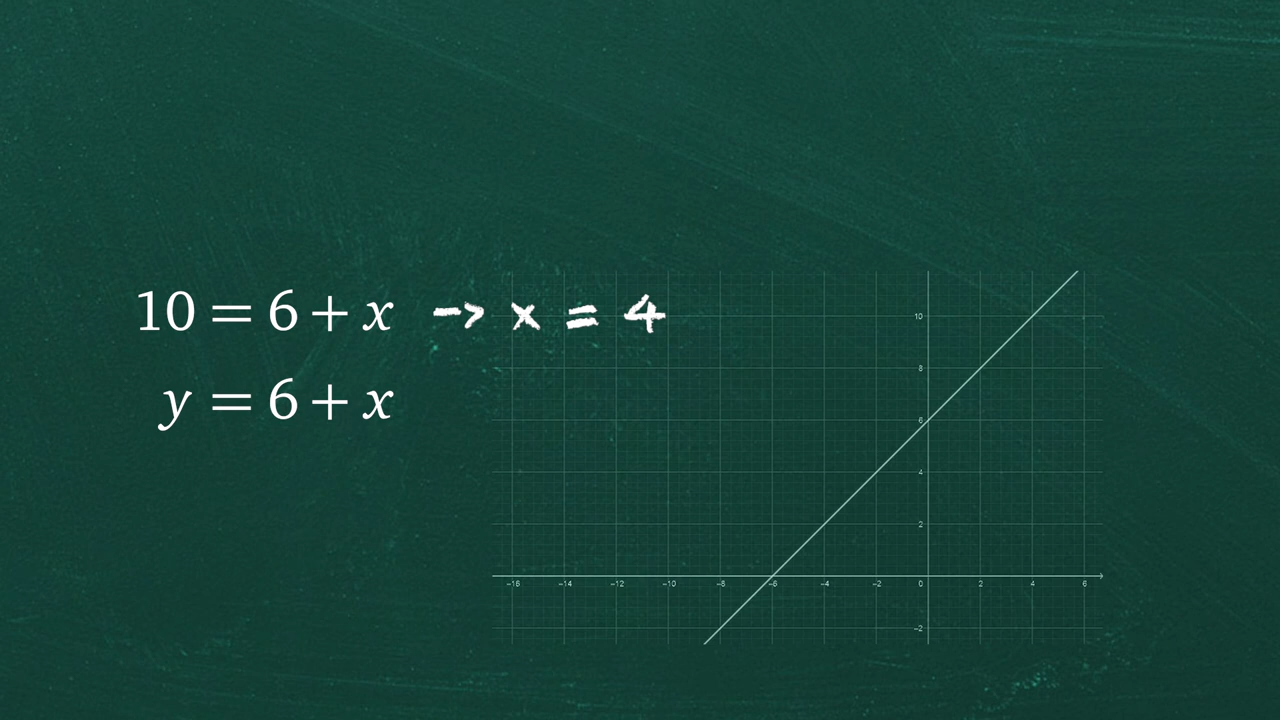 10 = 6 + x -> x = 4
y = 6 + x
10
8
6
4
2
-16 -14 -12 -10 -8 -6 -4 -2 0 2 4 6
-2